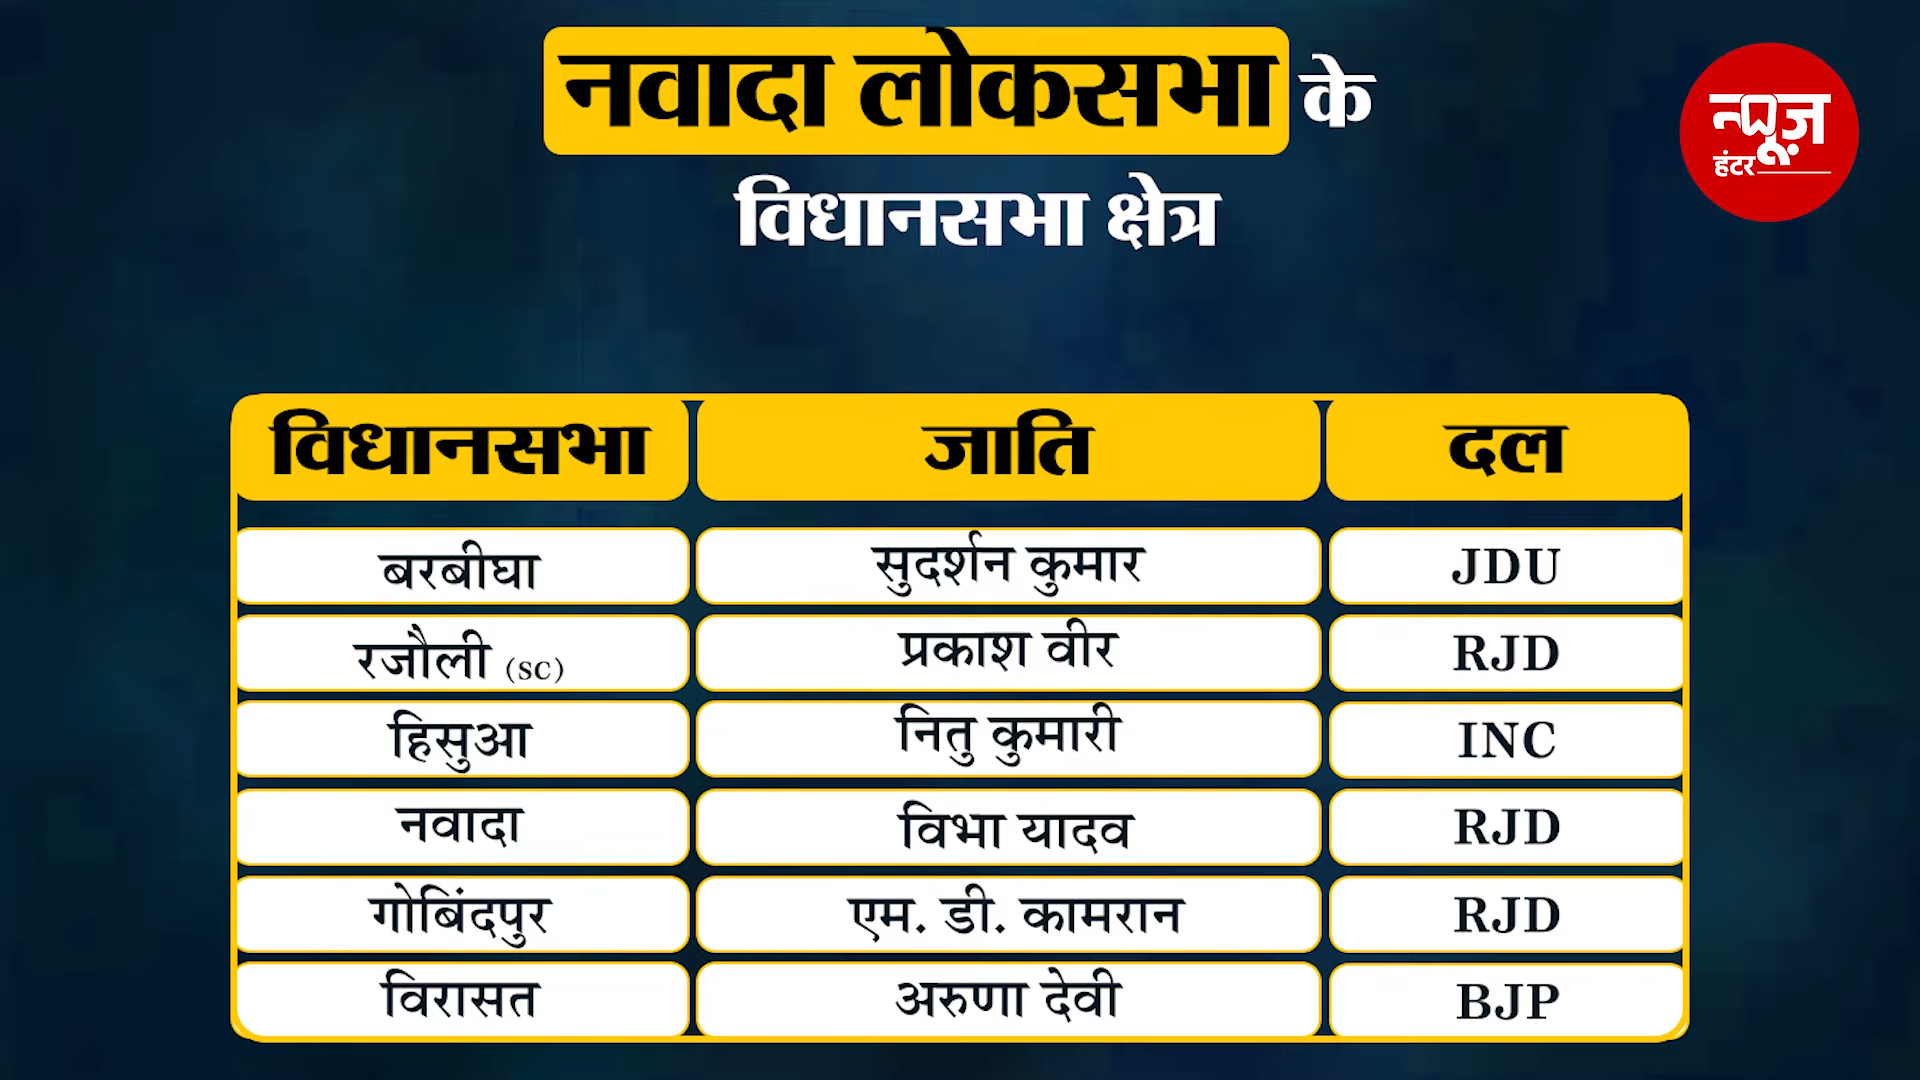 नवादा लोकसभा के
विधानसभा क्षेत्र
न्यूज़
हंटर
विधानसभा जाति दल
बरबीघा सुदर्शन कुमार JDU
रजौली (SC) प्रकाश वीर RJD
हिसुआ नितु कुमारी INC
नवादा विभा यादव RJD
गोबिंदपुर एम. डी. कामरान RJD
विरासत अरुणा देवी BJP